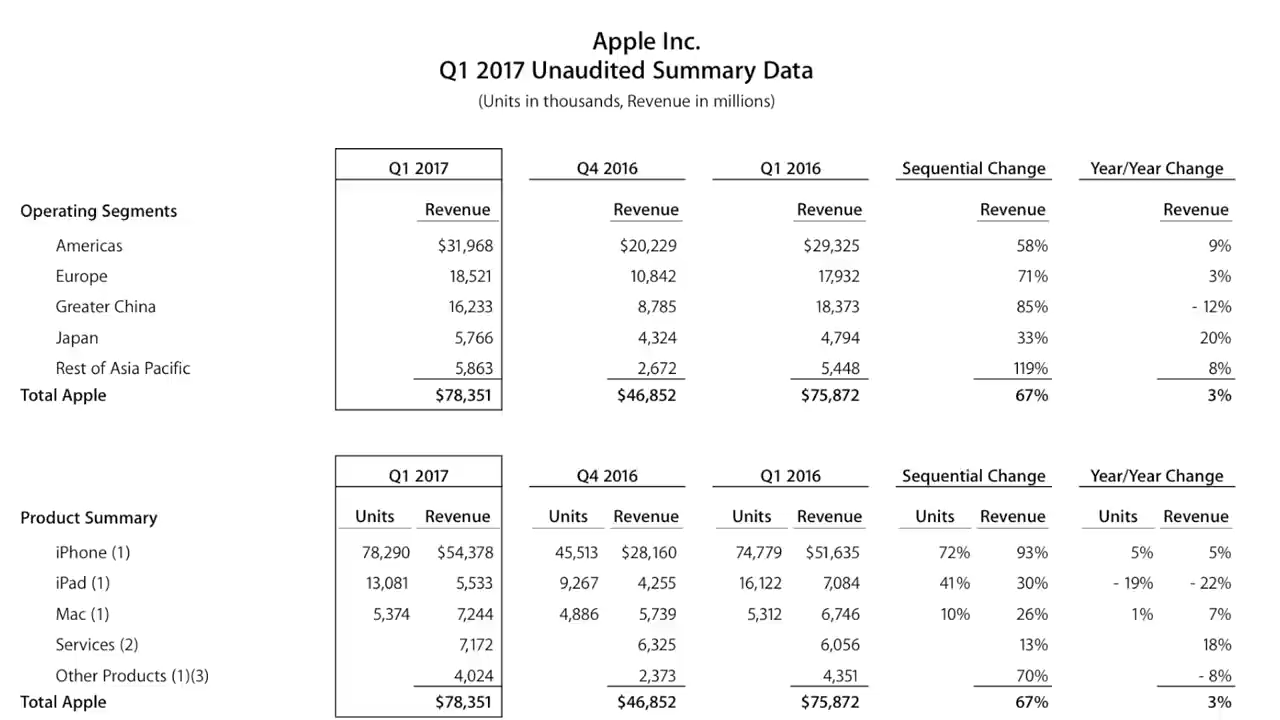 Apple Inc.
Q1 2017 Unaudited Summary Data
(Units in thousands, Revenue in millions)
Q1 2017 Q4 2016 Q1 2016 Sequential Change Year/Year Change
Operating Segments Revenue Revenue Revenue Revenue Revenue
Americas $31,968 $20,229 $29,325 58% 9%
Europe 18,521 10,842 17,932 71% 3%
Greater China 16,233 8,785 18,373 85% - 12%
Japan 5,766 4,324 4,794 33% 20%
Rest of Asia Pacific 5,863 2,672 5,448 119% 8%
Total Apple $78,351 $46,852 $75,872 67% 3%
Q1 2017 Q4 2016 Q1 2016 Sequential Change Year/Year Change
Product Summary Units Revenue Units Revenue Units Revenue Units Revenue Units Revenue
iPhone (1) 78,290 $54,378 45,513 $28,160 74,779 $51,635 72% 93% 5% 5%
iPad (1) 13,081 5,533 9,267 4,255 16,122 7,084 41% 30% - 19% - 22%
Mac (1) 5,374 7,244 4,886 5,739 5,312 6,746 10% 26% 1% 7%
Services (2) 7,172 6,325 6,056 13% 18%
Other Products (1)(3) 4,024 2,373 4,351 70% - 8%
Total Apple $78,351 $46,852 $75,872 67% 3%